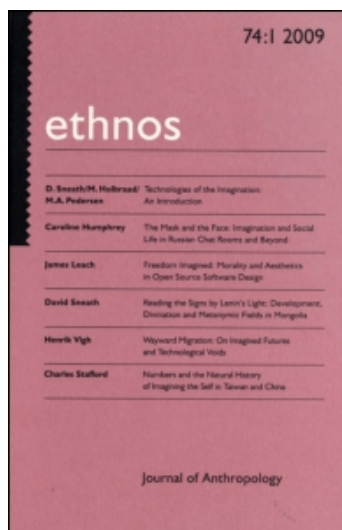 74:1 2009
ethnos
D. Sneath/M. Holbraad/ Technologies of the Imagination:
M.A. Pedersen An Introduction
Caroline Humphrey The Mask and the Face: Imagination and Social
Life in Russian Chat Rooms and Beyond
James Leach Freedom Imagined: Morality and Aesthetics
in Open Source Software Design
David Sneath Reading the Signs by Lenin's Light: Development,
Divination and Metonymic Fields in Mongolia
Henrik Vigh Wayward Migration: On Imagined Futures
and Technological Voids
Charles Stafford Numbers and the Natural History
of Imagining the Self in Taiwan and China
Journal of Anthropology